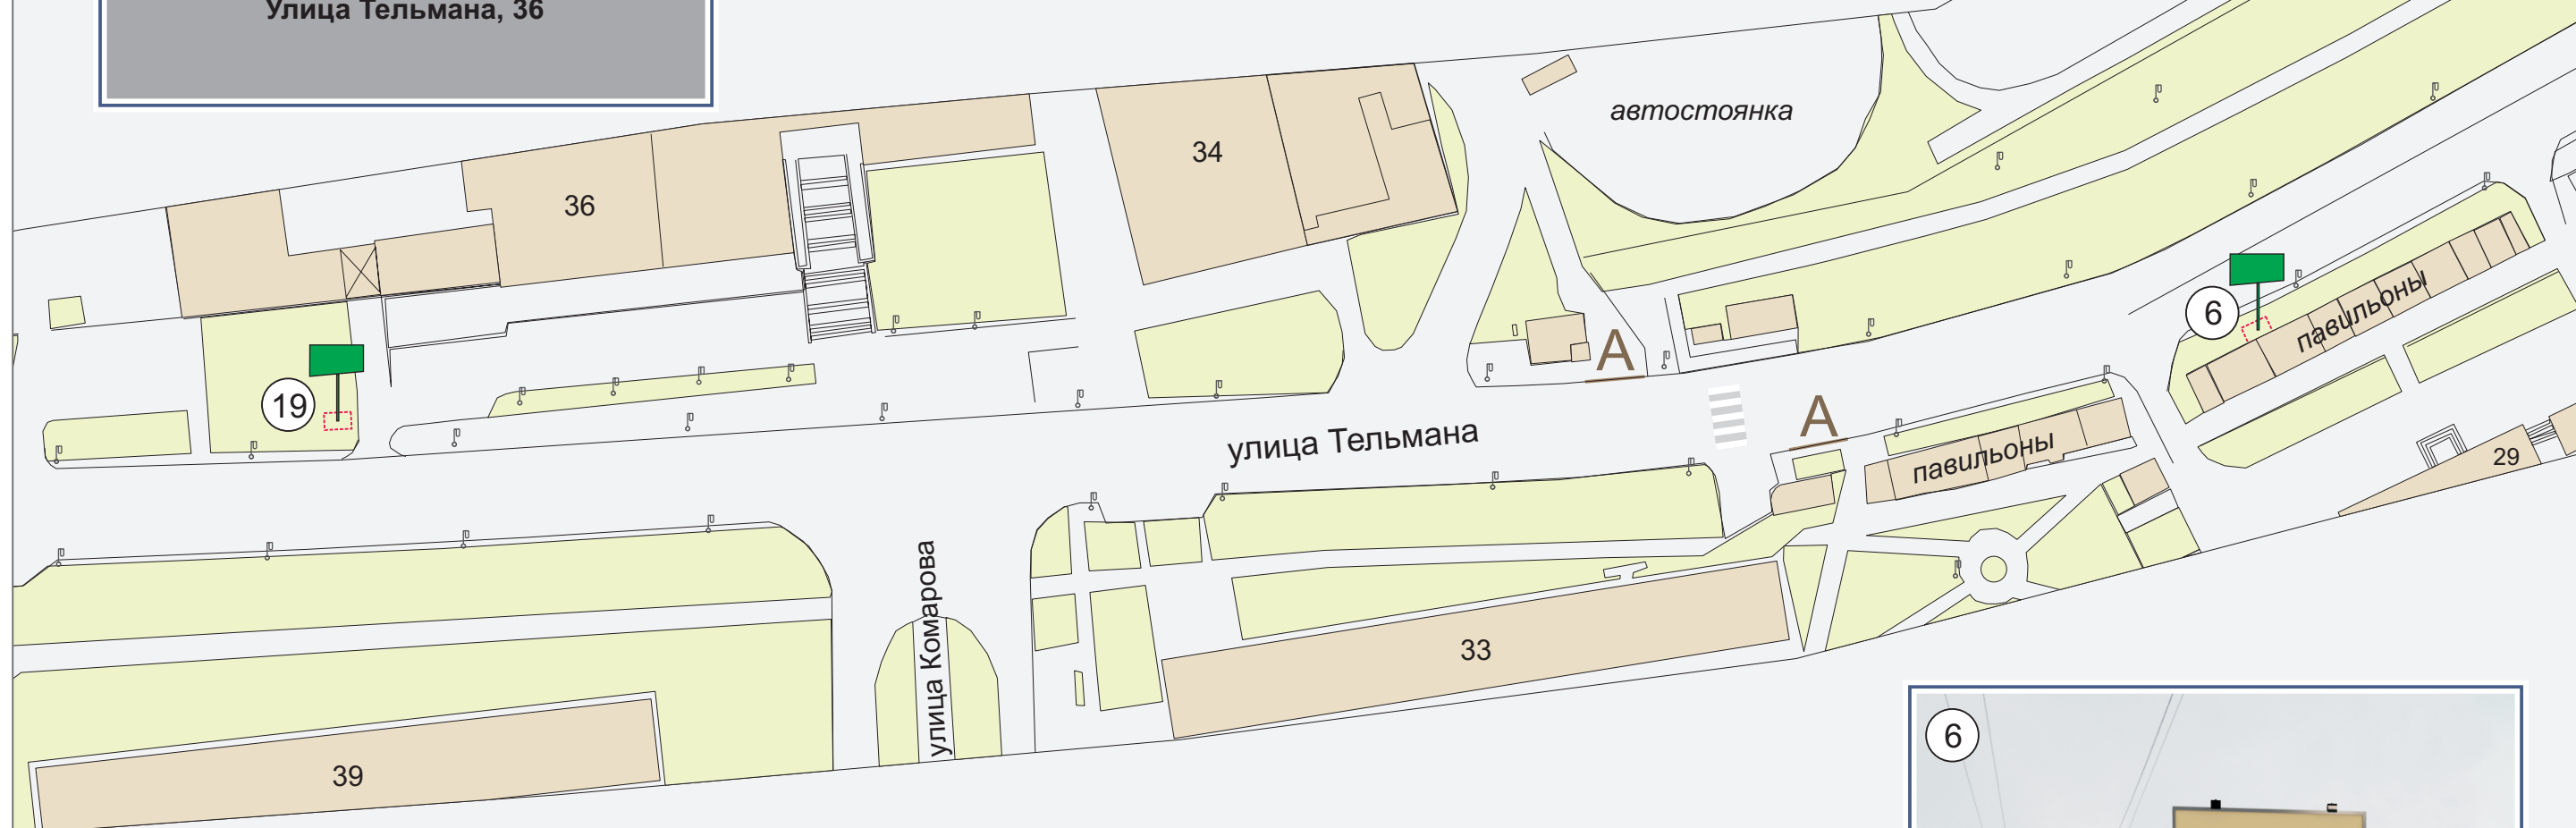 Улица Тельмана, 36
автостоянка
34
36
6
павильоны
19
А
А
улица Тельмана
павильоны
29
улица Комарова
33
6
39